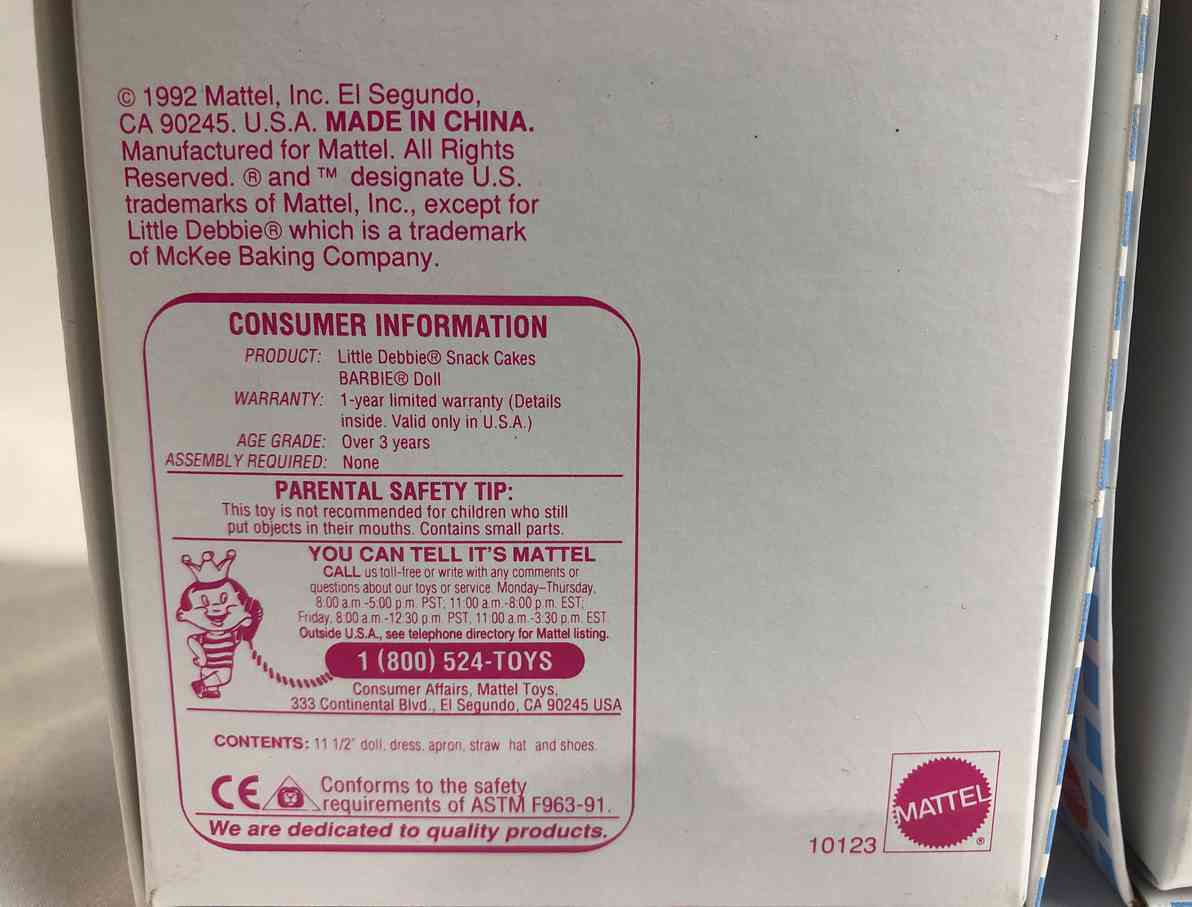 © 1992 Mattel, Inc. El Segundo,
CA 90245. U.S.A. MADE IN CHINA.
Manufactured for Mattel. All Rights
Reserved. ® and ™ designate U.S.
trademarks of Mattel, Inc., except for
Little Debbie® which is a trademark
of McKee Baking Company.
CONSUMER INFORMATION
PRODUCT: Little Debbie® Snack Cakes
BARBIE® Doll
WARRANTY: 1-year limited warranty (Details
inside. Valid only in U.S.A.)
AGE GRADE: Over 3 years
ASSEMBLY REQUIRED: None
PARENTAL SAFETY TIP:
This toy is not recommended for children who still
put objects in their mouths. Contains small parts.
YOU CAN TELL IT'S MATTEL
CALL us toll-free or write with any comments or
questions about our toys or service. Monday–Thursday,
8:00 a.m.-5:00 p.m. PST; 11:00 a.m.-8:00 p.m. EST;
Friday, 8:00 a.m.-12:30 p.m. PST, 11:00 a.m.-3:30 p.m. EST.
Outside U.S.A., see telephone directory for Mattel listing.
1 (800) 524-TOYS
Consumer Affairs, Mattel Toys,
333 Continental Blvd., El Segundo, CA 90245 USA
CONTENTS: 11 1/2" doll, dress, apron, straw hat and shoes.
CE Conforms to the safety
requirements of ASTM F963-91.
We are dedicated to quality products.
10123
MATTEL ®